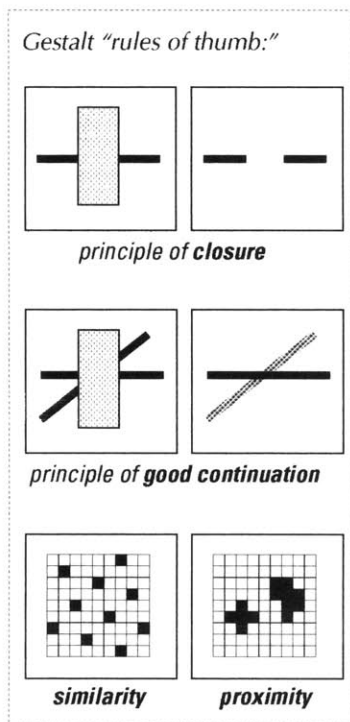 Gestalt “rules of thumb:”
principle of closure
principle of good continuation
similarity
proximity